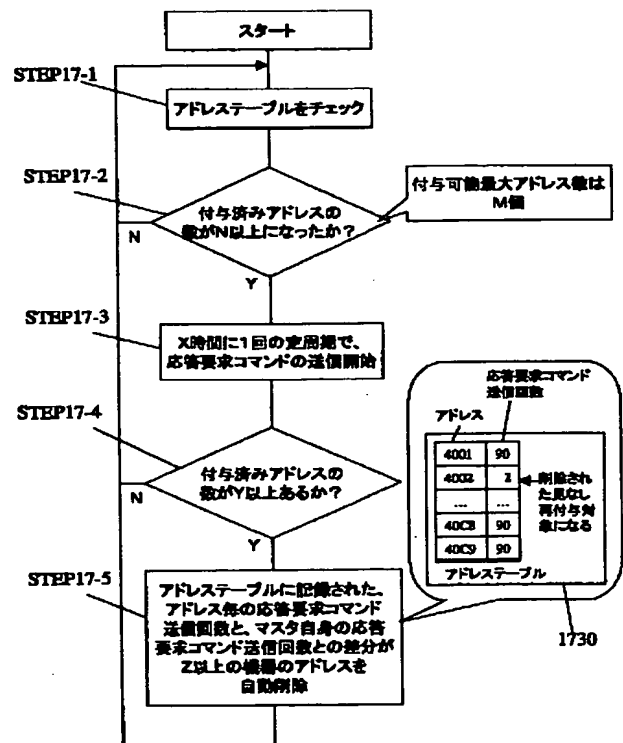 スタート
STEP17-1
アドレステーブルをチェック
STEP17-2
付与済みアドレスの
数がN以上になったか？
付与可能最大アドレス数は
M個
N
Y
STEP17-3
X時間に1回の定周期で、
応答要求コマンドの送信開始
STEP17-4
付与済みアドレスの
数がY以上あるか？
N
Y
応答要求コマンド
送信回数
アドレス
4001 90
4002 2
... ...
40C8 90
40C9 90
削除され
た見なし
再付与対
象になる
アドレステーブル
1730
STEP17-5
アドレステーブルに記録された、
アドレス毎の応答要求コマンド
送信回数と、マスタ自身の応答
要求コマンド送信回数との差分が
Z以上の機器のアドレスを
自動削除